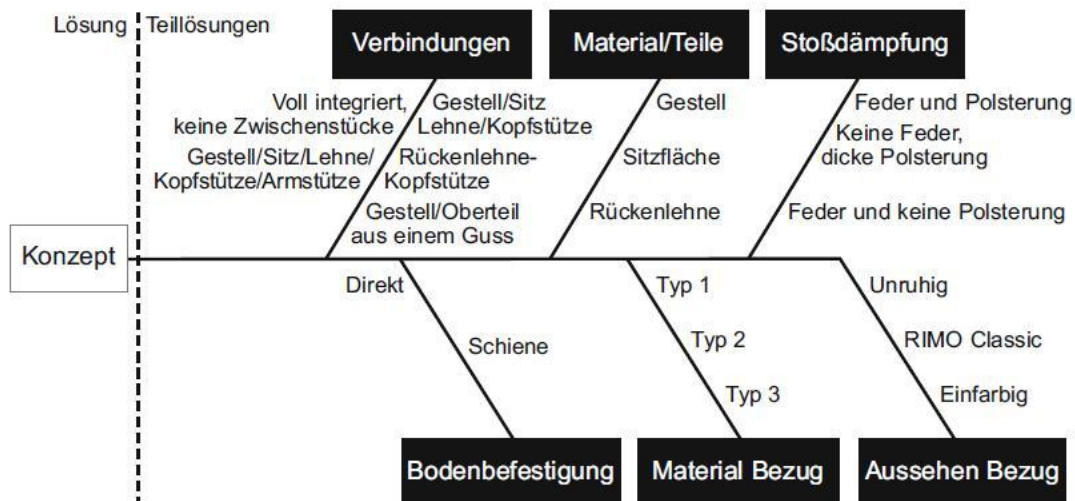 Lösung
Teillösungen
Verbindungen
Material/Teile
Stoßdämpfung
Voll integriert,
keine Zwischenstücke
Gestell/Sitz/Lehne/
Kopfstütze/Armstütze
Gestell/Sitz
Lehne/Kopfstütze
Rückenlehne-
Kopfstütze
Gestell/Oberteil
aus einem Guss
Gestell
Sitzfläche
Rückenlehne
Feder und Polsterung
Keine Feder,
dicke Polsterung
Feder und keine Polsterung
Konzept
Direkt
Schiene
Typ 1
Typ 2
Typ 3
Unruhig
RIMO Classic
Einfarbig
Bodenbefestigung
Material Bezug
Aussehen Bezug